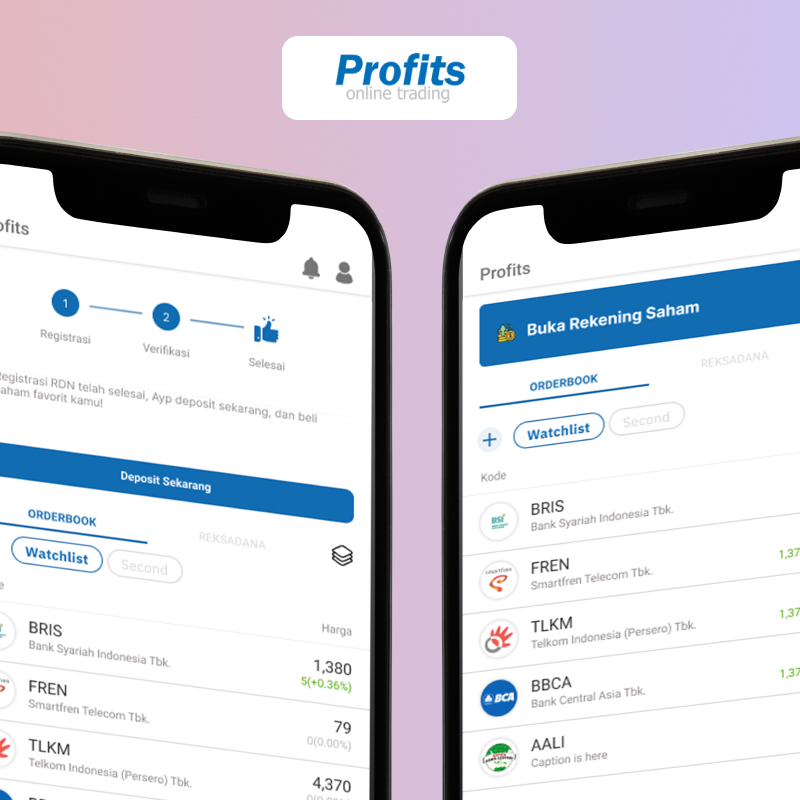 Profits
online trading
ofits
1
2
Registrasi
Verifikasi
Selesai
Registrasi RDN telah selesai, Ayp deposit sekarang, dan beli
saham favorit kamu!
Deposit Sekarang
ORDERBOOK
REKSADANA
Watchlist
Second
Harga
BRIS
Bank Syariah Indonesia Tbk.
1,380
5(+0.36%)
FREN
Smartfren Telecom Tbk.
79
0(0.00%)
TLKM
Telkom Indonesia (Persero) Tbk.
4,370
Profits
Buka Rekening Saham
ORDERBOOK
REKSADANA
+
Watchlist
Second
Kode
BSI
BRIS
Bank Syariah Indonesia Tbk.
smartfren
FREN
Smartfren Telecom Tbk.
1,37
TLKM
Telkom Indonesia (Persero) Tbk.
1,37
BCA
BBCA
Bank Central Asia Tbk.
1,37
AALI
Caption is here